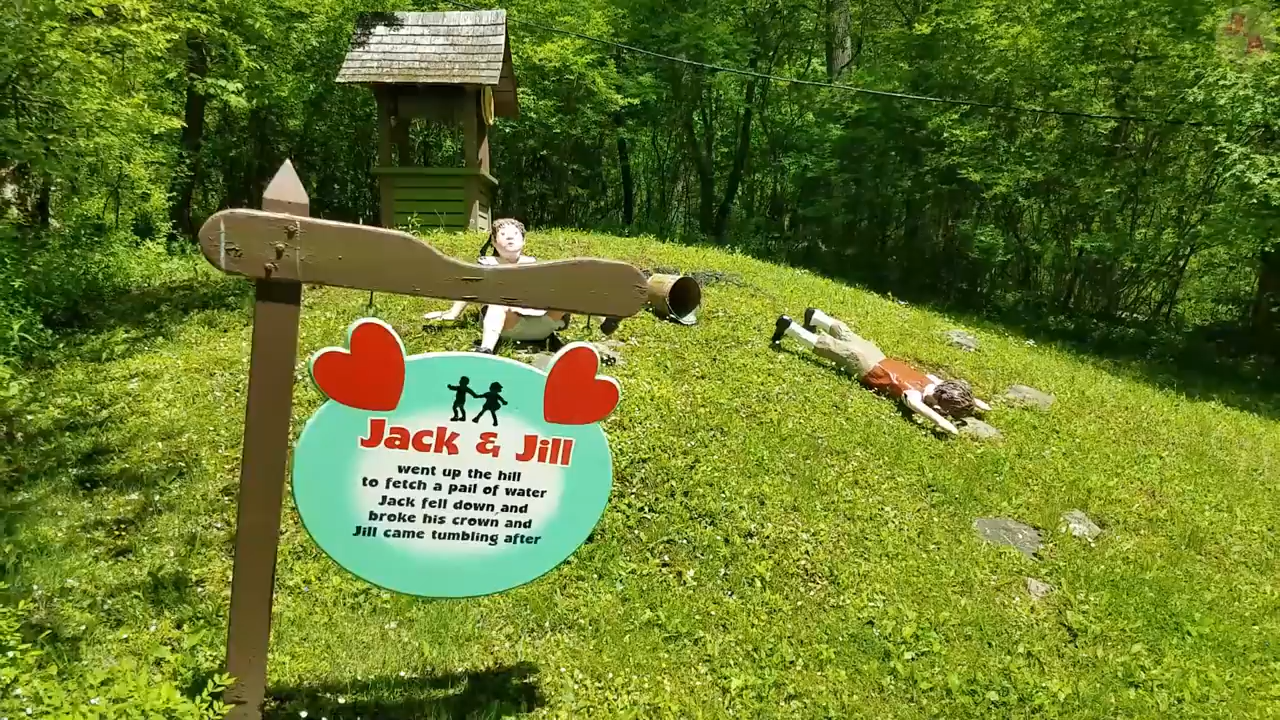 Jack & Jill
went up the hill
to fetch a pail of water
Jack fell down and
broke his crown and
Jill came tumbling after